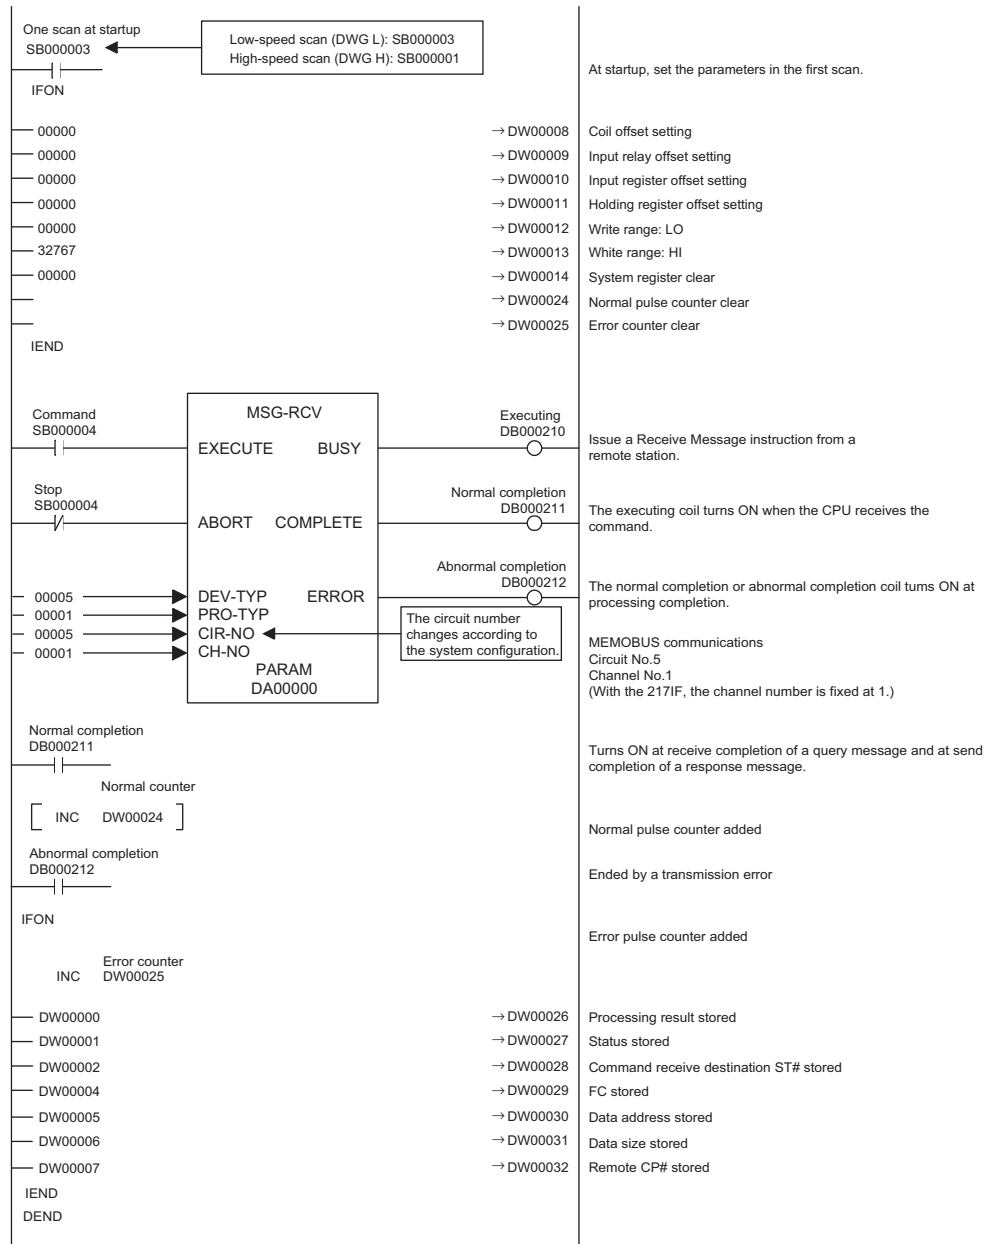 One scan at startup
SB000003
Low-speed scan (DWG L): SB000003
High-speed scan (DWG H): SB000001
IFON
At startup, set the parameters in the first scan.
00000 → DW00008 Coil offset setting
00000 → DW00009 Input relay offset setting
00000 → DW00010 Input register offset setting
00000 → DW00011 Holding register offset setting
00000 → DW00012 Write range: LO
32767 → DW00013 White range: HI
00000 → DW00014 System register clear
→ DW00024 Normal pulse counter clear
→ DW00025 Error counter clear
IEND
Command
SB000004
MSG-RCV
EXECUTE BUSY
Executing
DB000210
Issue a Receive Message instruction from a
remote station.
Stop
SB000004
ABORT COMPLETE
Normal completion
DB000211
The executing coil turns ON when the CPU receives the
command.
Abnormal completion
DB000212
00005 DEV-TYP ERROR
00001 PRO-TYP
00005 CIR-NO
00001 CH-NO
PARAM
DA00000
The circuit number
changes according to
the system configuration.
The normal completion or abnormal completion coil tums ON at
processing completion.
MEMOBUS communications
Circuit No.5
Channel No.1
(With the 217IF, the channel number is fixed at 1.)
Normal completion
DB000211
Turns ON at receive completion of a query message and at send
completion of a response message.
Normal counter
INC DW00024
Normal pulse counter added
Abnormal completion
DB000212
Ended by a transmission error
IFON
Error pulse counter added
Error counter
INC DW00025
DW00000 → DW00026 Processing result stored
DW00001 → DW00027 Status stored
DW00002 → DW00028 Command receive destination ST# stored
DW00004 → DW00029 FC stored
DW00005 → DW00030 Data address stored
DW00006 → DW00031 Data size stored
DW00007 → DW00032 Remote CP# stored
IEND
DEND